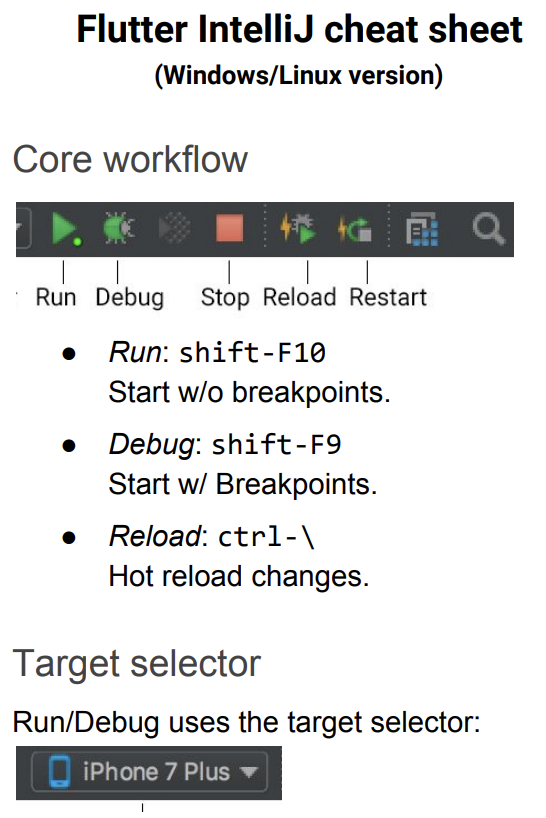 Flutter IntelliJ cheat sheet
(Windows/Linux version)
Core workflow
Run Debug Stop Reload Restart
● Run: shift-F10
Start w/o breakpoints.
● Debug: shift-F9
Start w/ Breakpoints.
● Reload: ctrl-\
Hot reload changes.
Target selector
Run/Debug uses the target selector:
iPhone 7 Plus